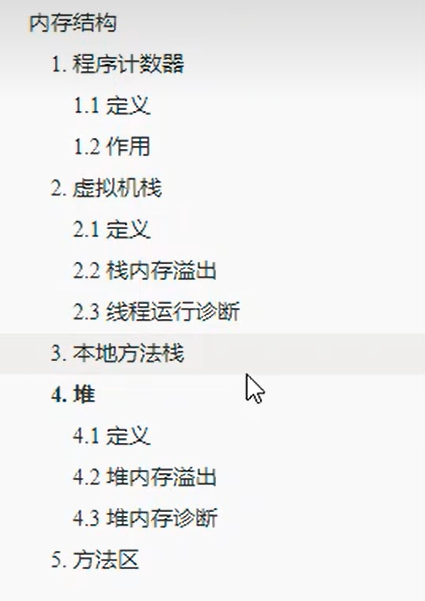 内存结构
1. 程序计数器
1.1 定义
1.2 作用
2. 虚拟机栈
2.1 定义
2.2 栈内存溢出
2.3 线程运行诊断
3. 本地方法栈
4. 堆
4.1 定义
4.2 堆内存溢出
4.3 堆内存诊断
5. 方法区